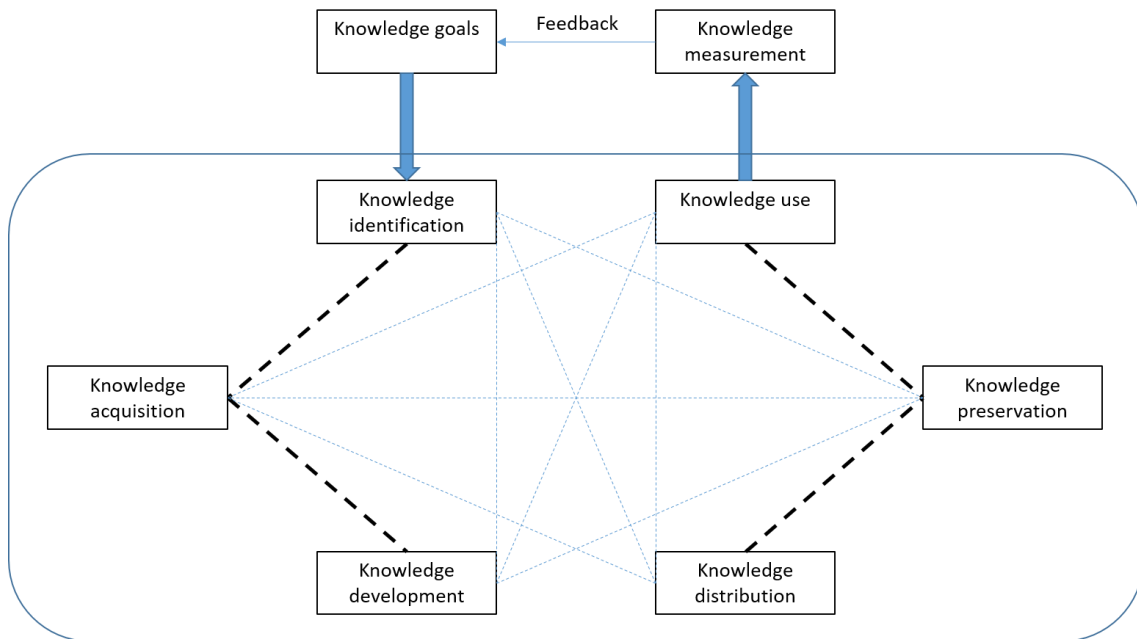 Knowledge goals
Feedback
Knowledge
measurement
Knowledge
identification
Knowledge use
Knowledge
acquisition
Knowledge
preservation
Knowledge
development
Knowledge
distribution